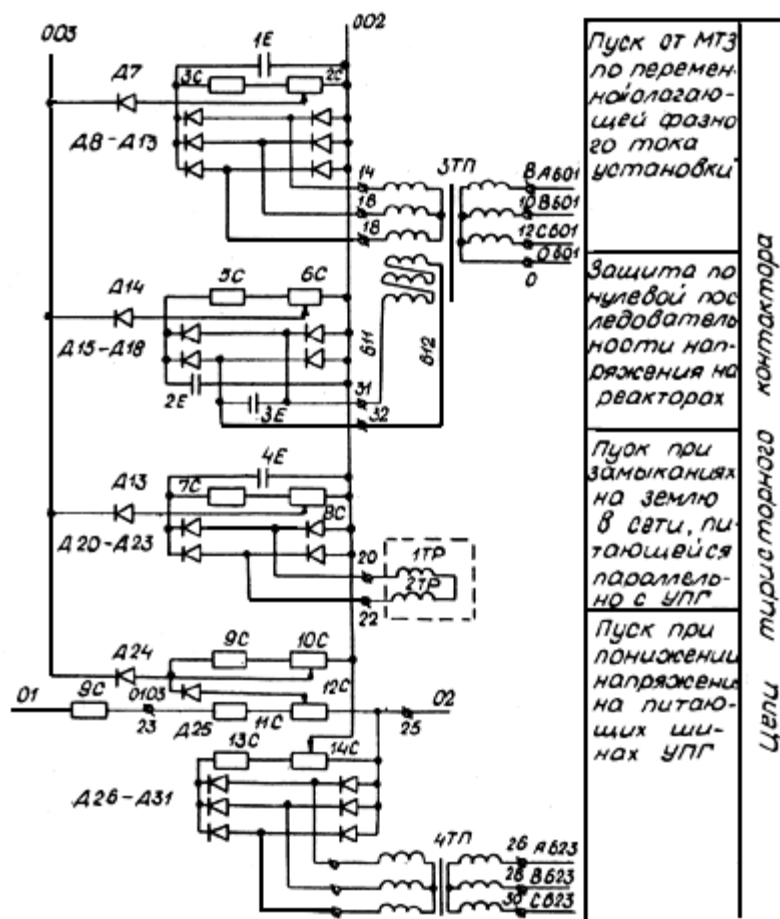 003
002
1Е
3С
2С
Д7
Д8-Д13
14
16
18
3ТП
8 А601
10 В601
12 С601
0601
0
Пуск от МТЗ
по перемен-
нойолагаю-
щей фазно
го тока
установки
5С
6С
Д14
Д15-Д18
2Е
3Е
611
612
31
32
Защита по
нулевой пос
ледователь
ности нап-
ряжения на
реакторах
4Е
7С
8С
Д13
Д20-Д23
20
22
1ТР
2ТР
Пуск при
замыканиях
на землю
в сети, пи-
тающейся
параллель-
но с УПГ
9С
10С
Д24
12С
01
9С
0103
23
Д25
11С
02
25
13С
14С
Д26-Д31
4ТП
26 А623
28 В623
30 С623
Пуск при
понижении
напряжени
на питаю-
щих ши-
нах УПГ
Цепи тиристорного контактора